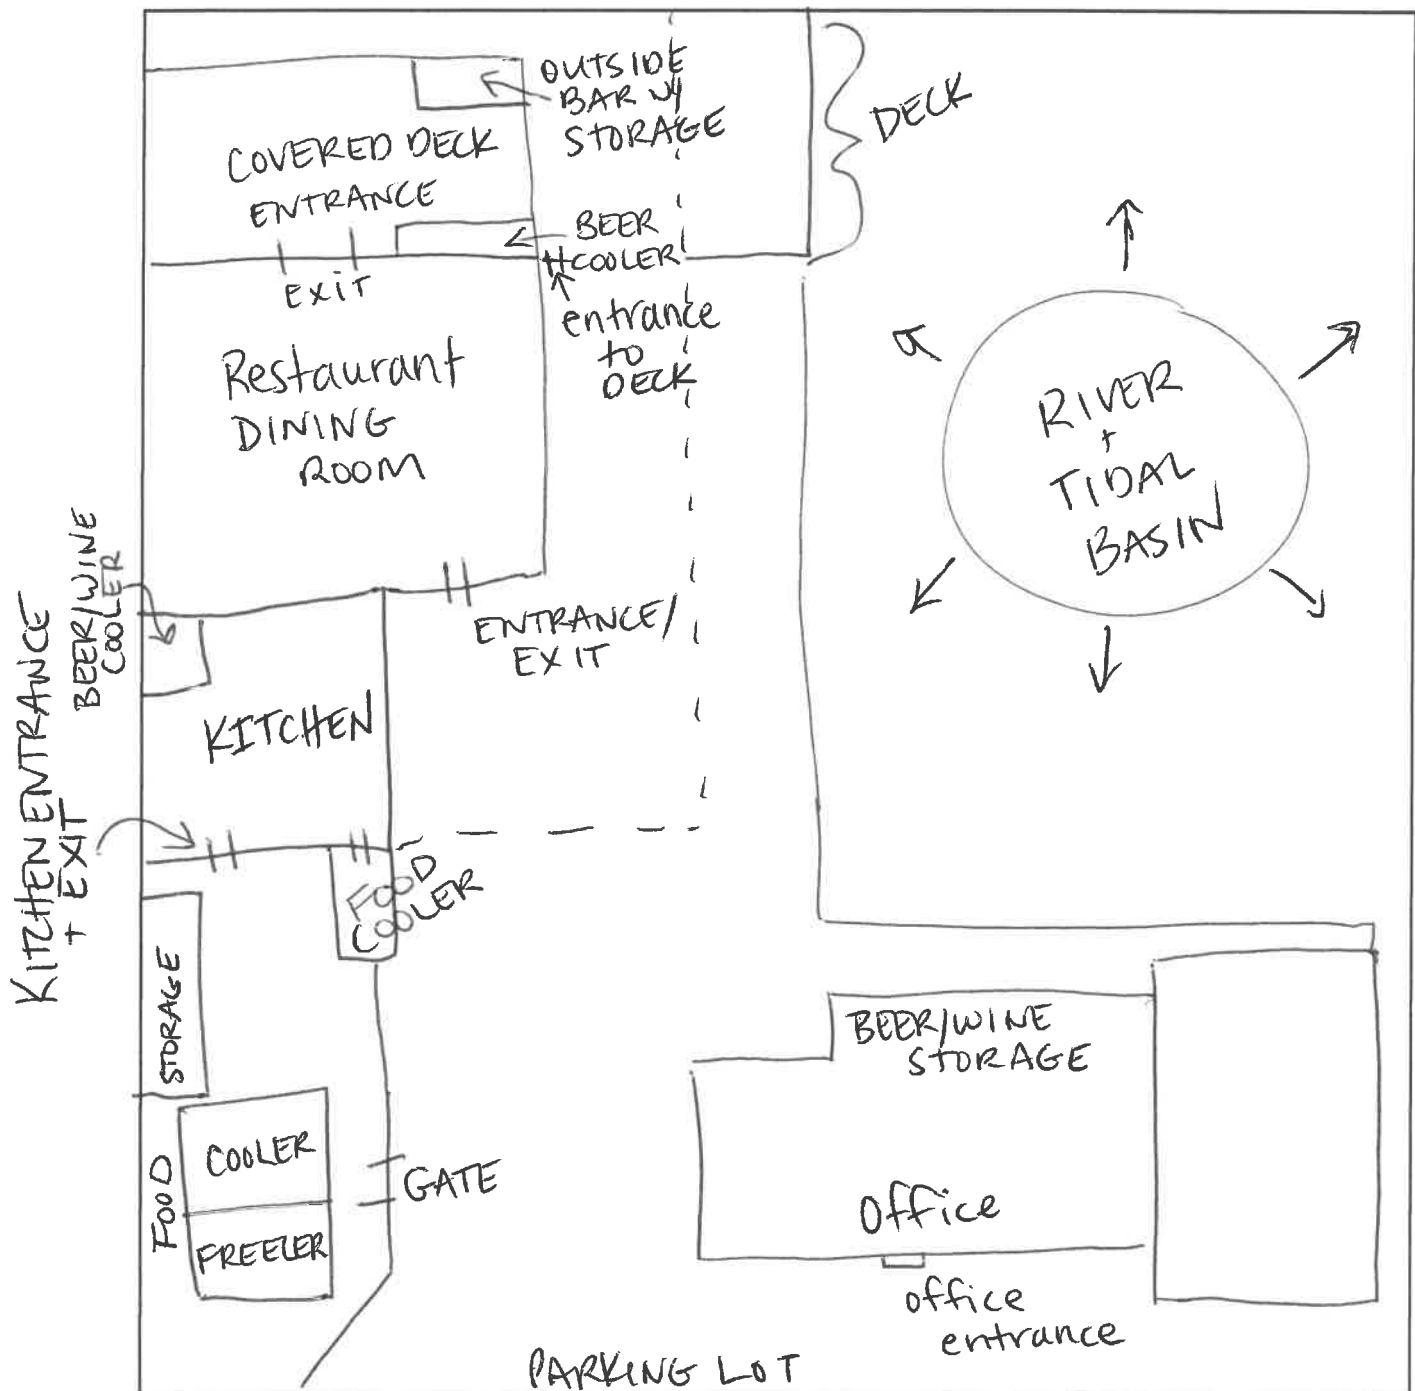 OUTSIDE
BAR W/
STORAGE
DECK
COVERED DECK
ENTRANCE
BEER
COOLER
EXIT
entrance
to
DECK
Restaurant
DINING
ROOM
RIVER
+
TIDAL
BASIN
BEER/WINE
COOLER
ENTRANCE/
EXIT
KITCHEN
KITCHEN ENTRANCE
+ EXIT
FOOD
COOLER
STORAGE
BEER/WINE
STORAGE
FOOD
COOLER
GATE
FREEZER
Office
office
entrance
PARKING LOT